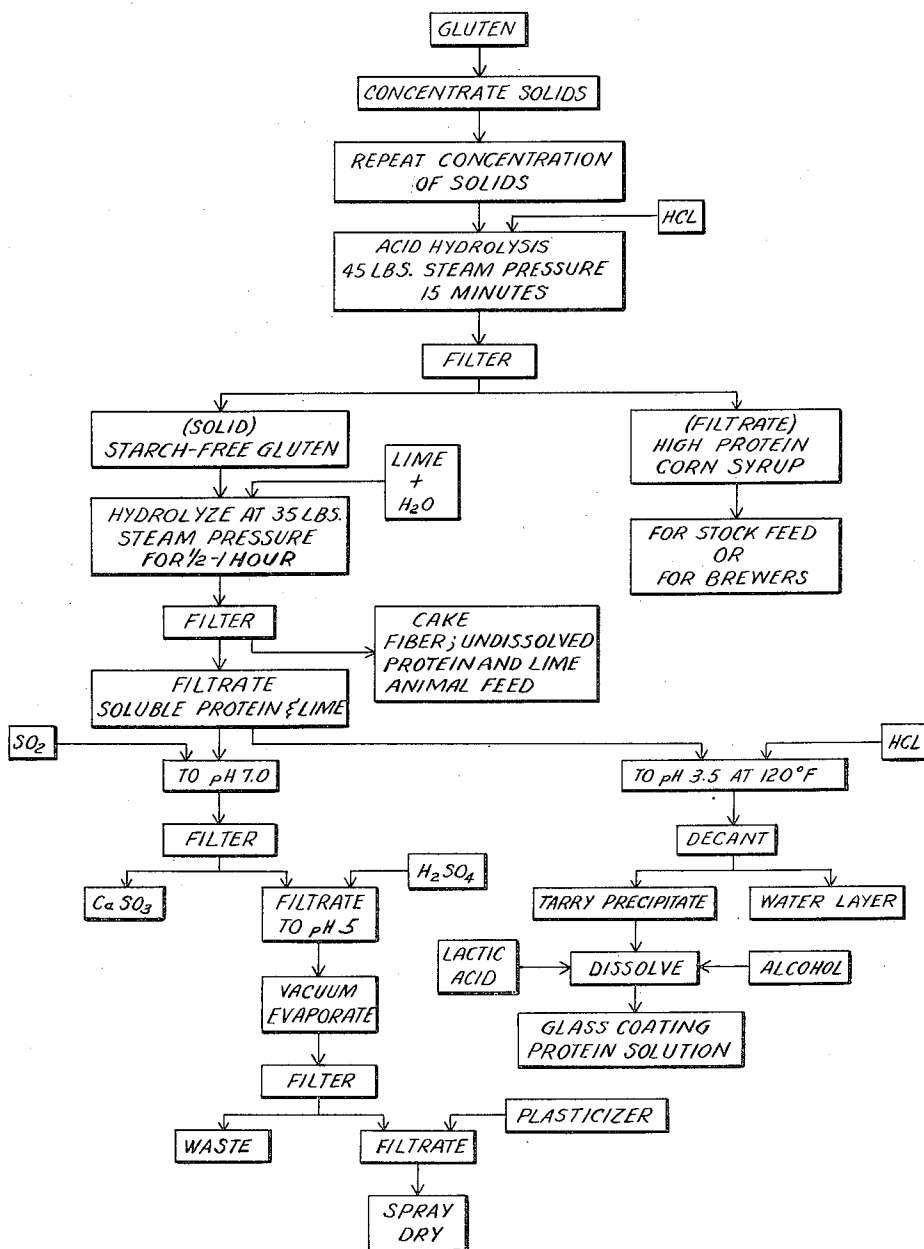 GLUTEN
CONCENTRATE SOLIDS
REPEAT CONCENTRATION
OF SOLIDS
HCL
ACID HYDROLYSIS
45 LBS. STEAM PRESSURE
15 MINUTES
FILTER
(SOLID)
STARCH-FREE GLUTEN
LIME
+
H₂O
(FILTRATE)
HIGH PROTEIN
CORN SYRUP
HYDROLYZE AT 35 LBS.
STEAM PRESSURE
FOR ½-1 HOUR
FOR STOCK FEED
OR
FOR BREWERS
FILTER
CAKE
FIBER; UNDISSOLVED
PROTEIN AND LIME
ANIMAL FEED
FILTRATE
SOLUBLE PROTEIN & LIME
SO₂
HCL
TO pH 7.0
TO pH 3.5 AT 120°F
FILTER
DECANT
CaSO₃
FILTRATE
TO pH 5
H₂SO₄
TARRY PRECIPITATE
WATER LAYER
LACTIC
ACID
DISSOLVE
ALCOHOL
VACUUM
EVAPORATE
GLASS COATING
PROTEIN SOLUTION
FILTER
PLASTICIZER
WASTE
FILTRATE
SPRAY
DRY